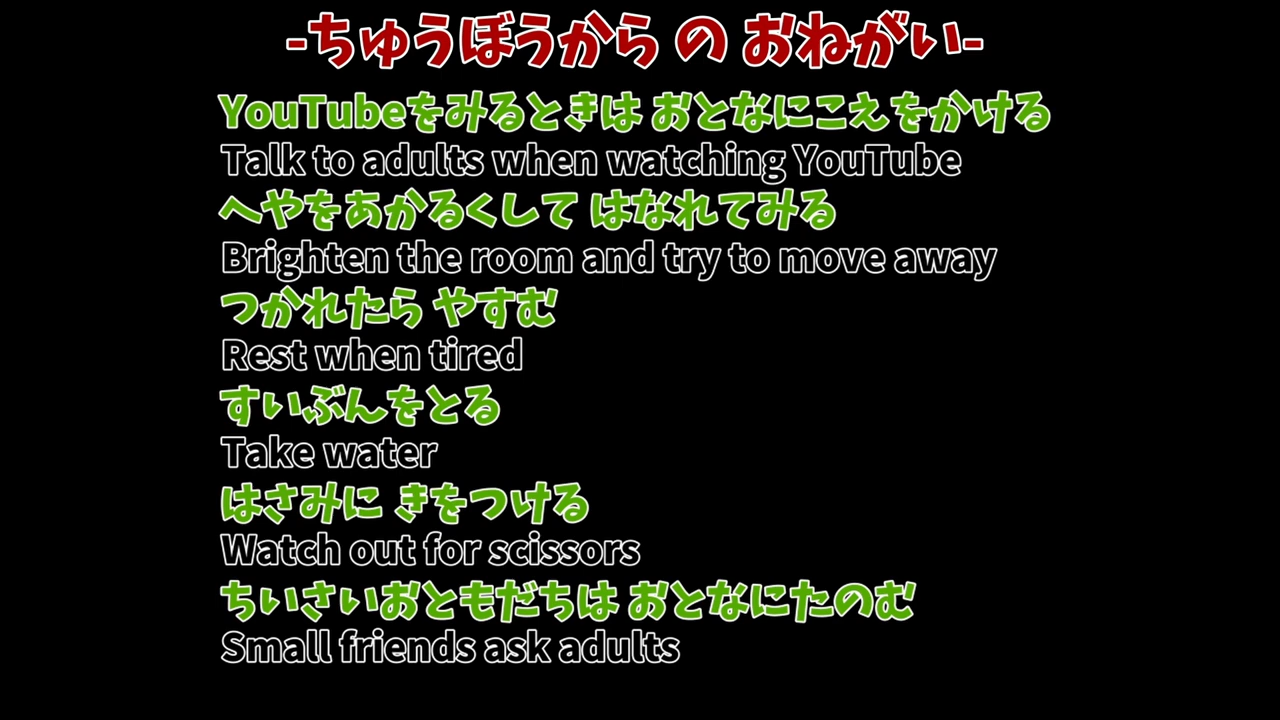 -ちゅうぼうから の おねがい-
YouTubeをみるときは おとなにこえをかける
Talk to adults when watching YouTube
へやをあかるくして はなれてみる
Brighten the room and try to move away
つかれたら やすむ
Rest when tired
すいぶんをとる
Take water
はさみに きをつける
Watch out for scissors
ちいさいおともだちは おとなにたのむ
Small friends ask adults